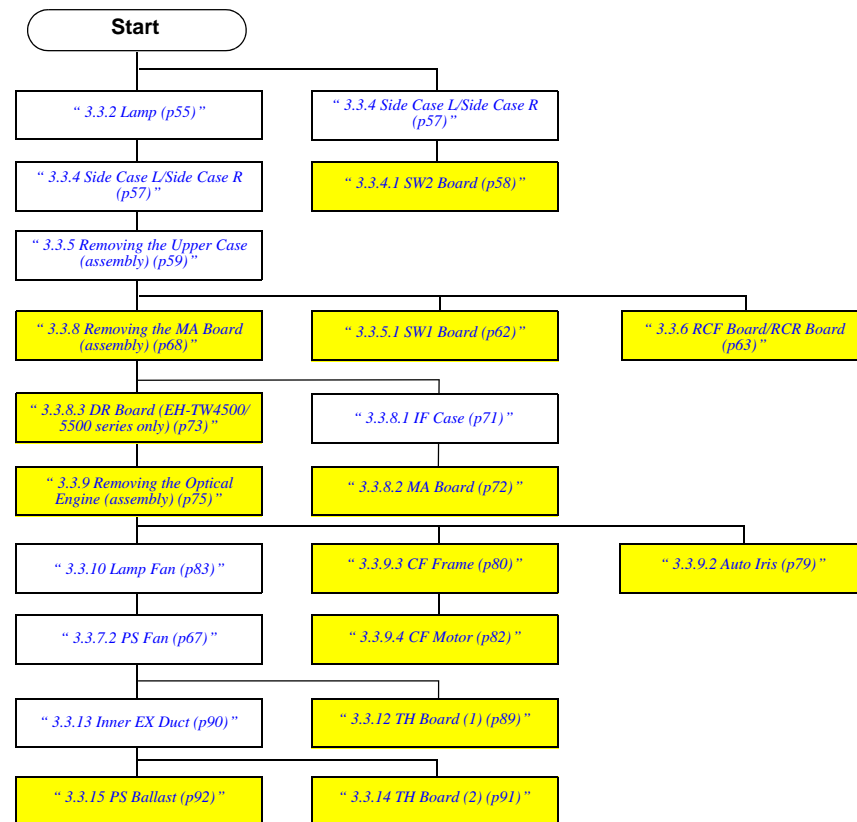 Start
“ 3.3.2 Lamp (p55)”
“ 3.3.4 Side Case L/Side Case R
(p57)”
“ 3.3.4 Side Case L/Side Case R
(p57)”
“ 3.3.4.1 SW2 Board (p58)”
“ 3.3.5 Removing the Upper Case
(assembly) (p59)”
“ 3.3.8 Removing the MA Board
(assembly) (p68)”
“ 3.3.5.1 SW1 Board (p62)”
“ 3.3.6 RCF Board/RCR Board
(p63)”
“ 3.3.8.3 DR Board (EH-TW4500/
5500 series only) (p73)”
“ 3.3.8.1 IF Case (p71)”
“ 3.3.9 Removing the Optical
Engine (assembly) (p75)”
“ 3.3.8.2 MA Board (p72)”
“ 3.3.10 Lamp Fan (p83)”
“ 3.3.9.3 CF Frame (p80)”
“ 3.3.9.2 Auto Iris (p79)”
“ 3.3.7.2 PS Fan (p67)”
“ 3.3.9.4 CF Motor (p82)”
“ 3.3.13 Inner EX Duct (p90)”
“ 3.3.12 TH Board (1) (p89)”
“ 3.3.15 PS Ballast (p92)”
“ 3.3.14 TH Board (2) (p91)”